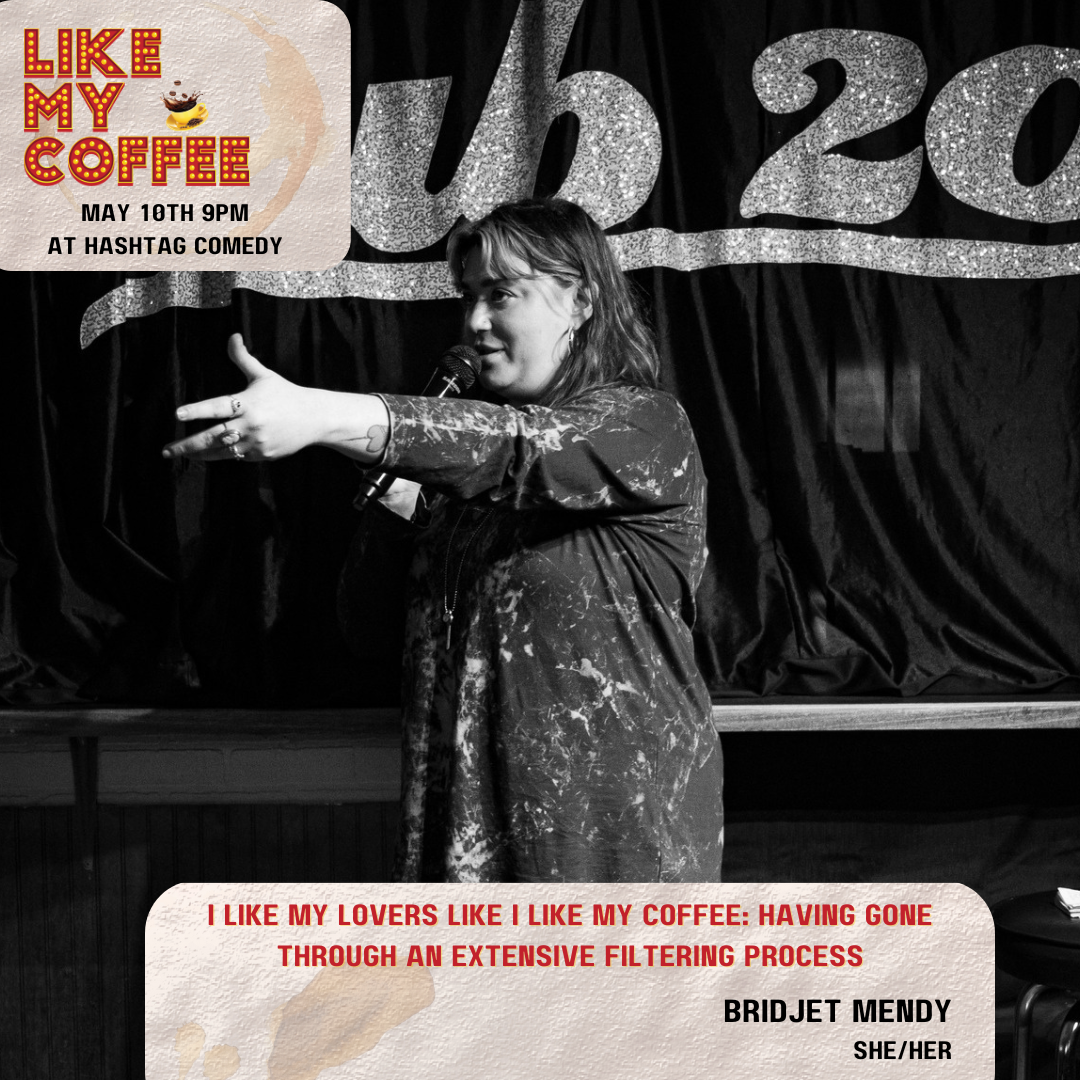 LIKE
MY
COFFEE
MAY 10TH 9PM
AT HASHTAG COMEDY
20
I LIKE MY LOVERS LIKE I LIKE MY COFFEE: HAVING GONE
THROUGH AN EXTENSIVE FILTERING PROCESS
BRIDJET MENDY
SHE/HER